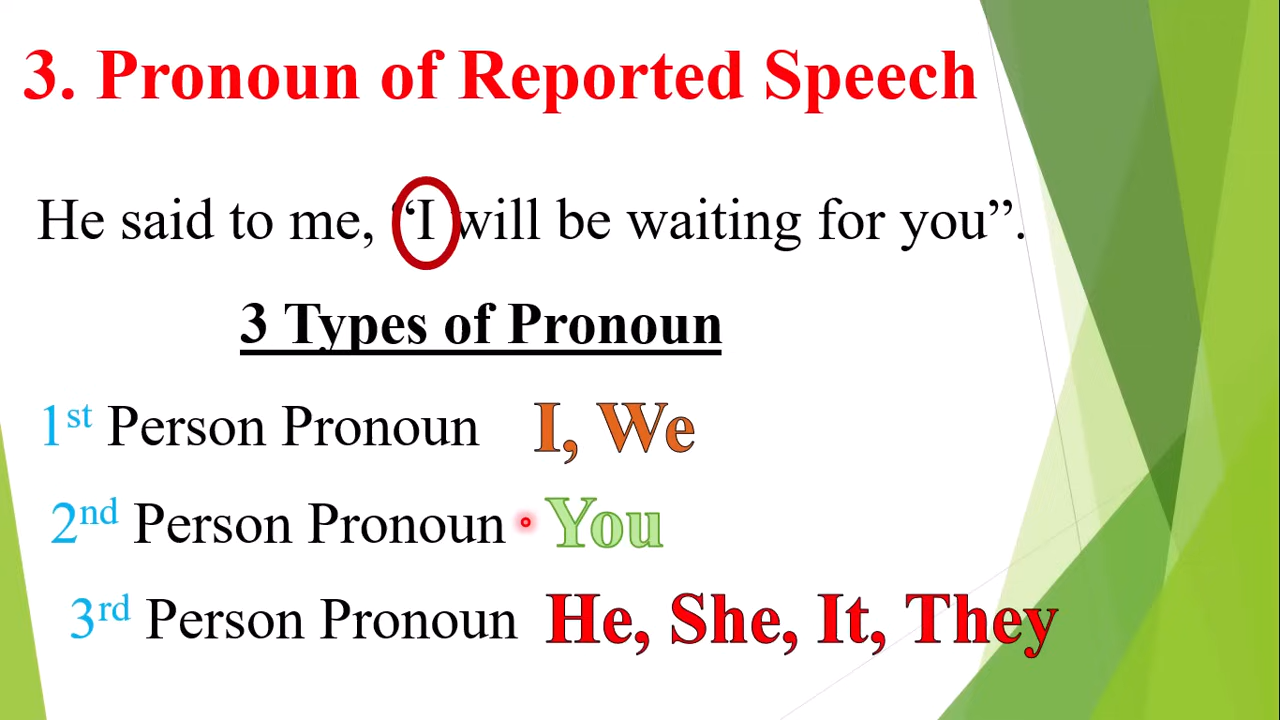 3. Pronoun of Reported Speech
He said to me, “I will be waiting for you”.
3 Types of Pronoun
1st Person Pronoun I, We
2nd Person Pronoun You
3rd Person Pronoun He, She, It, They